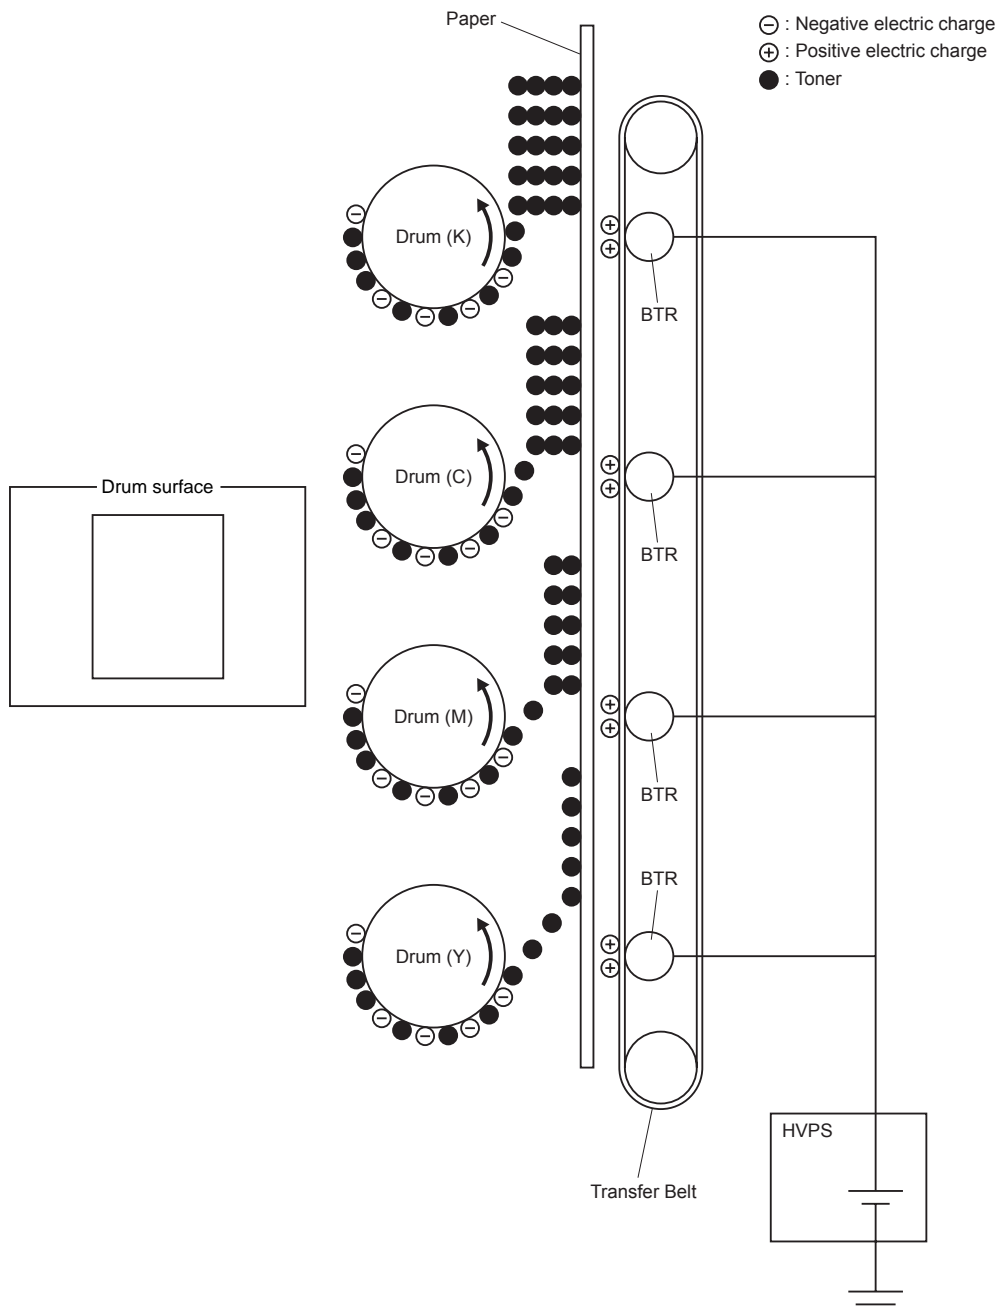 Paper
⊖ : Negative electric charge
⊕ : Positive electric charge
● : Toner
Drum (K)
BTR
Drum (C)
Drum surface
BTR
Drum (M)
BTR
BTR
Drum (Y)
HVPS
Transfer Belt